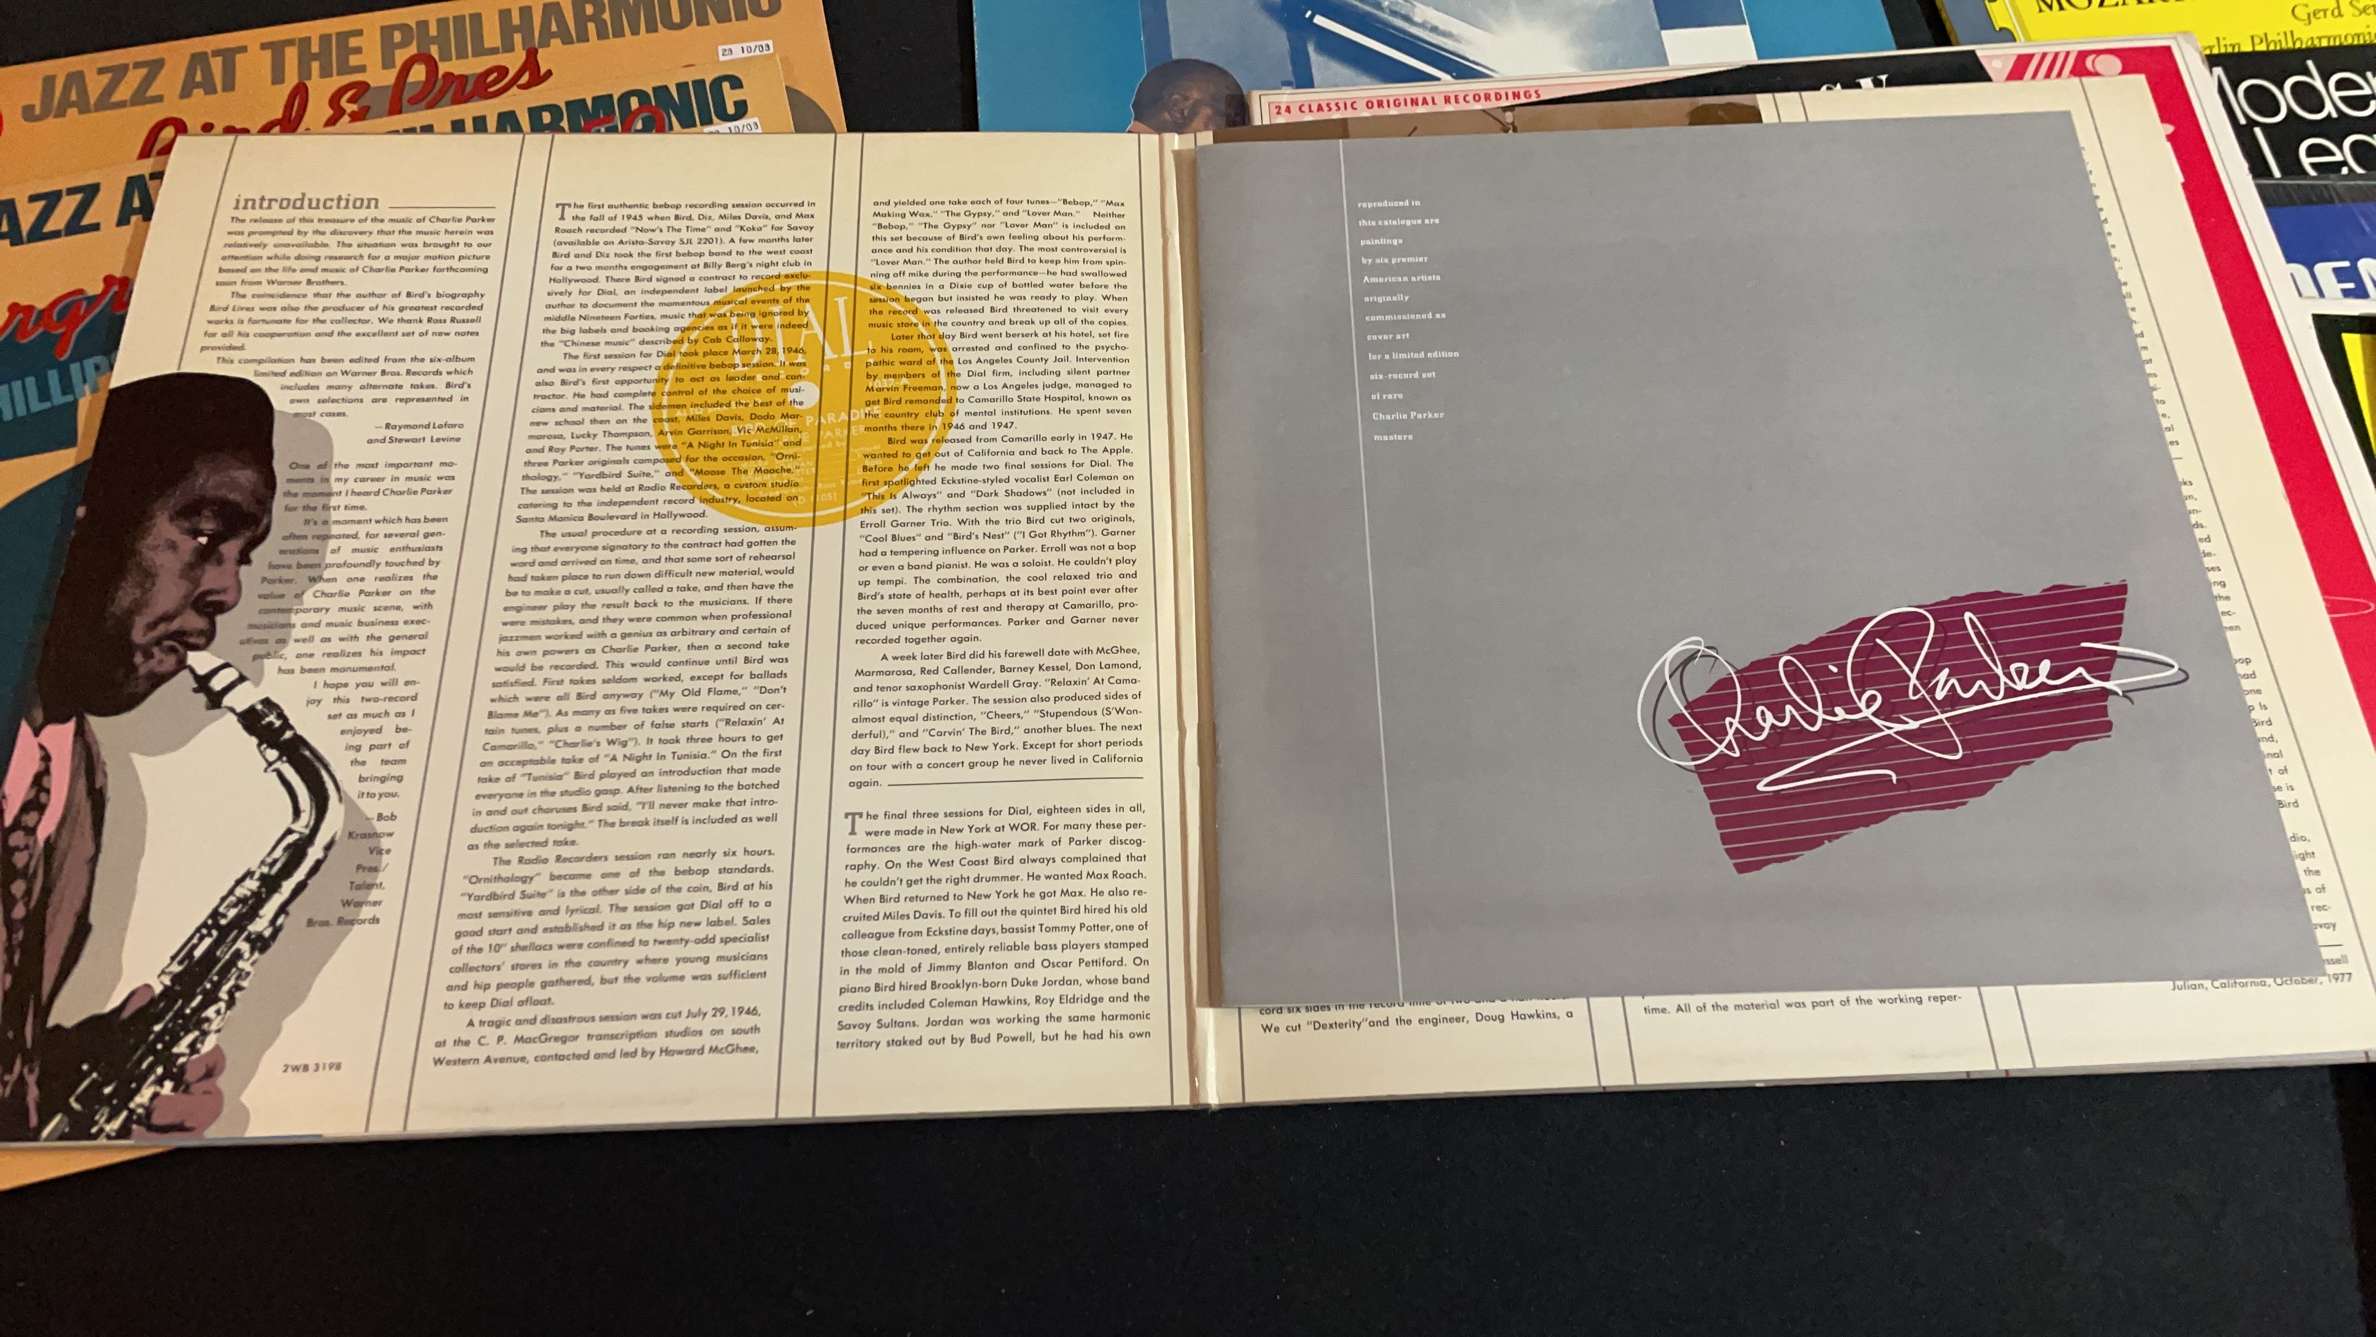 JAZZ AT THE PHILHARMONIC
23 10/03
Bird & Pres
HARMONIC
10/03
AZZ AT
HILLIP
24 CLASSIC ORIGINAL RECORDINGS
MOZAR
Gerd Se
rlin Philharmoni
Mode
introduction
The release of this treasure of the music of Charlie Parker
was prompted by the discovery that the music herein was
relatively unavailable. The situation was brought to our
attention while doing research for a major motion picture
based on the life and music of Charlie Parker forthcoming
soon from Warner Brothers.
The coincidence that the author of Bird's biography
Bird Lives was also the producer of his greatest recorded
works is fortunate for the collector. We thank Ross Russell
for all his cooperation and the excellent set of new notes
provided.
This compilation has been edited from the six-album
limited edition on Warner Bros. Records which
includes many alternate takes. Bird's
own selections are represented in
most cases.
—Raymond Lofaro
and Stewart Levine
One of the most important mo-
ments in my career in music was
the moment I heard Charlie Parker
for the first time.
It's a moment which has been
often repeated, for several gen-
erations of music enthusiasts
have been profoundly touched by
Parker. When one realizes the
value of Charlie Parker on the
contemporary music scene, with
musicians and music business exec-
utives as well as with the general
public, one realizes his impact
has been monumental.
I hope you will en-
joy this two-record
set as much as I
enjoyed be-
ing part of
the team
bringing
it to you.
—Bob
Krasnow
Vice
Pres./
Talent,
Warner
Bros. Records
2WB 3198
The first authentic bebop recording session occurred in
the fall of 1945 when Bird, Diz, Miles Davis, and Max
Roach recorded "Now's The Time" and "Koko" for Savoy
(available on Arista-Savoy SJL 2201). A few months later
Bird and Diz took the first bebop band to the west coast
for a two months engagement at Billy Berg's night club in
Hollywood. There Bird signed a contract to record exclu-
sively for Dial, an independent label launched by the
author to document the momentous musical events of the
middle Nineteen Forties, music that was being ignored by
the big labels and booking agencies as if it were indeed
the "Chinese music" described by Cab Calloway.
The first session for Dial took place March 28, 1946,
and was in every respect a definitive bebop session. It was
also Bird's first opportunity to act as leader and con-
tractor. He had complete control of the choice of musi-
cians and material. The sidemen included the best of the
new school then on the coast, Miles Davis, Dodo Mar-
morosa, Lucky Thompson, Arvin Garrison, Vic McMillan,
and Roy Porter. The tunes were "A Night In Tunisia" and
three Parker originals composed for the occasion, "Orni-
thology," "Yardbird Suite," and "Moose The Mooche."
The session was held at Radio Recorders, a custom studio
catering to the independent record industry, located on
Santa Monica Boulevard in Hollywood.
The usual procedure at a recording session, assum-
ing that everyone signatory to the contract had gotten the
word and arrived on time, and that some sort of rehearsal
had taken place to run down difficult new material, would
be to make a cut, usually called a take, and then have the
engineer play the result back to the musicians. If there
were mistakes, and they were common when professional
jazzmen worked with a genius as arbitrary and certain of
his own powers as Charlie Parker, then a second take
would be recorded. This would continue until Bird was
satisfied. First takes seldom worked, except for ballads
which were all Bird anyway ("My Old Flame," "Don't
Blame Me"). As many as five takes were required on cer-
tain tunes, plus a number of false starts ("Relaxin' At
Camarillo," "Charlie's Wig"). It took three hours to get
an acceptable take of "A Night In Tunisia." On the first
take of "Tunisia" Bird played an introduction that made
everyone in the studio gasp. After listening to the botched
in and out choruses Bird said, "I'll never make that intro-
duction again tonight." The break itself is included as well
as the selected take.
The Radio Recorders session ran nearly six hours.
"Ornithology" became one of the bebop standards.
"Yardbird Suite" is the other side of the coin, Bird at his
most sensitive and lyrical. The session got Dial off to a
good start and established it as the hip new label. Sales
of the 10" shellacs were confined to twenty-odd specialist
collectors' stores in the country where young musicians
and hip people gathered, but the volume was sufficient
to keep Dial afloat.
A tragic and disastrous session was cut July 29, 1946,
at the C. P. MacGregor transcription studios on south
Western Avenue, contacted and led by Howard McGhee,
DIAL
PARADISE
and yielded one take each of four tunes—"Bebop," "Max
Making Wax," "The Gypsy," and "Lover Man." Neither
"Bebop," "The Gypsy" nor "Lover Man" is included on
this set because of Bird's own feeling about his perform-
ance and his condition that day. The most controversial is
"Lover Man." The author held Bird to keep him from spin-
ning off mike during the performance—he had swallowed
six bennies in a Dixie cup of bottled water before the
session began but insisted he was ready to play. When
the record was released Bird threatened to visit every
music store in the country and break up all of the copies.
Later that day Bird went berserk at his hotel, set fire
to his room, was arrested and confined to the psycho-
pathic ward of the Los Angeles County Jail. Intervention
by members of the Dial firm, including silent partner
Marvin Freeman, now a Los Angeles judge, managed to
get Bird remanded to Camarillo State Hospital, known as
the country club of mental institutions. He spent seven
months there in 1946 and 1947.
Bird was released from Camarillo early in 1947. He
wanted to get out of California and back to The Apple.
Before he left he made two final sessions for Dial. The
first spotlighted Eckstine-styled vocalist Earl Coleman on
"This Is Always" and "Dark Shadows" (not included in
this set). The rhythm section was supplied intact by the
Erroll Garner Trio. With the trio Bird cut two originals,
"Cool Blues" and "Bird's Nest" ("I Got Rhythm"). Garner
had a tempering influence on Parker. Erroll was not a bop
or even a band pianist. He was a soloist. He couldn't play
up tempi. The combination, the cool relaxed trio and
Bird's state of health, perhaps at its best point ever after
the seven months of rest and therapy at Camarillo, pro-
duced unique performances. Parker and Garner never
recorded together again.
A week later Bird did his farewell date with McGhee,
Marmarosa, Red Callender, Barney Kessel, Don Lamond,
and tenor saxophonist Wardell Gray. "Relaxin' At Cama-
rillo" is vintage Parker. The session also produced sides of
almost equal distinction, "Cheers," "Stupendous (S'Won-
derful)," and "Carvin' The Bird," another blues. The next
day Bird flew back to New York. Except for short periods
on tour with a concert group he never lived in California
again.
The final three sessions for Dial, eighteen sides in all,
were made in New York at WOR. For many these per-
formances are the high-water mark of Parker discog-
raphy. On the West Coast Bird always complained that
he couldn't get the right drummer. He wanted Max Roach.
When Bird returned to New York he got Max. He also re-
cruited Miles Davis. To fill out the quintet Bird hired his old
colleague from Eckstine days, bassist Tommy Potter, one of
those clean-toned, entirely reliable bass players stamped
in the mold of Jimmy Blanton and Oscar Pettiford. On
piano Bird hired Brooklyn-born Duke Jordan, whose band
credits included Coleman Hawkins, Roy Eldridge and the
Savoy Sultans. Jordan was working the same harmonic
territory staked out by Bud Powell, but he had his own
reproduced in
this catalogue are
paintings
by six premier
American artists
originally
commissioned as
cover art
for a limited edition
six-record set
of rare
Charlie Parker
masters
Charlie Parker
We cut "Dexterity"and the engineer, Doug Hawkins, a
time. All of the material was part of the working reper-
ssell
Julian, California, October, 1977